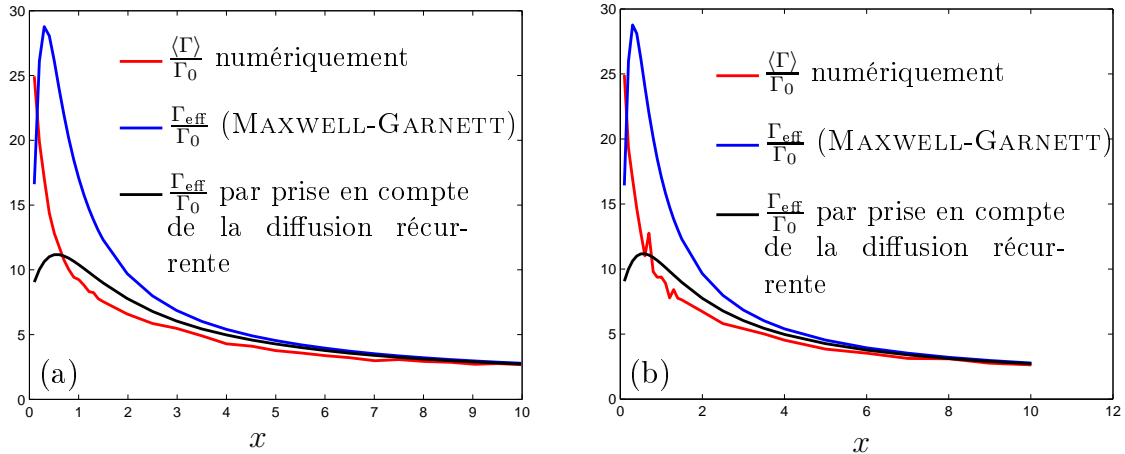 30
25
20
15
10
5
0
0 1 2 3 4 5 6 7 8 9 10
x
⟨Γ⟩/Γ₀ numériquement
Γeff/Γ₀ (MAXWELL-GARNETT)
Γeff/Γ₀ par prise en compte
de la diffusion récur-
rente
(a)
30
25
20
15
10
5
0
0 2 4 6 8 10 12
x
⟨Γ⟩/Γ₀ numériquement
Γeff/Γ₀ (MAXWELL-GARNETT)
Γeff/Γ₀ par prise en compte
de la diffusion récur-
rente
(b)